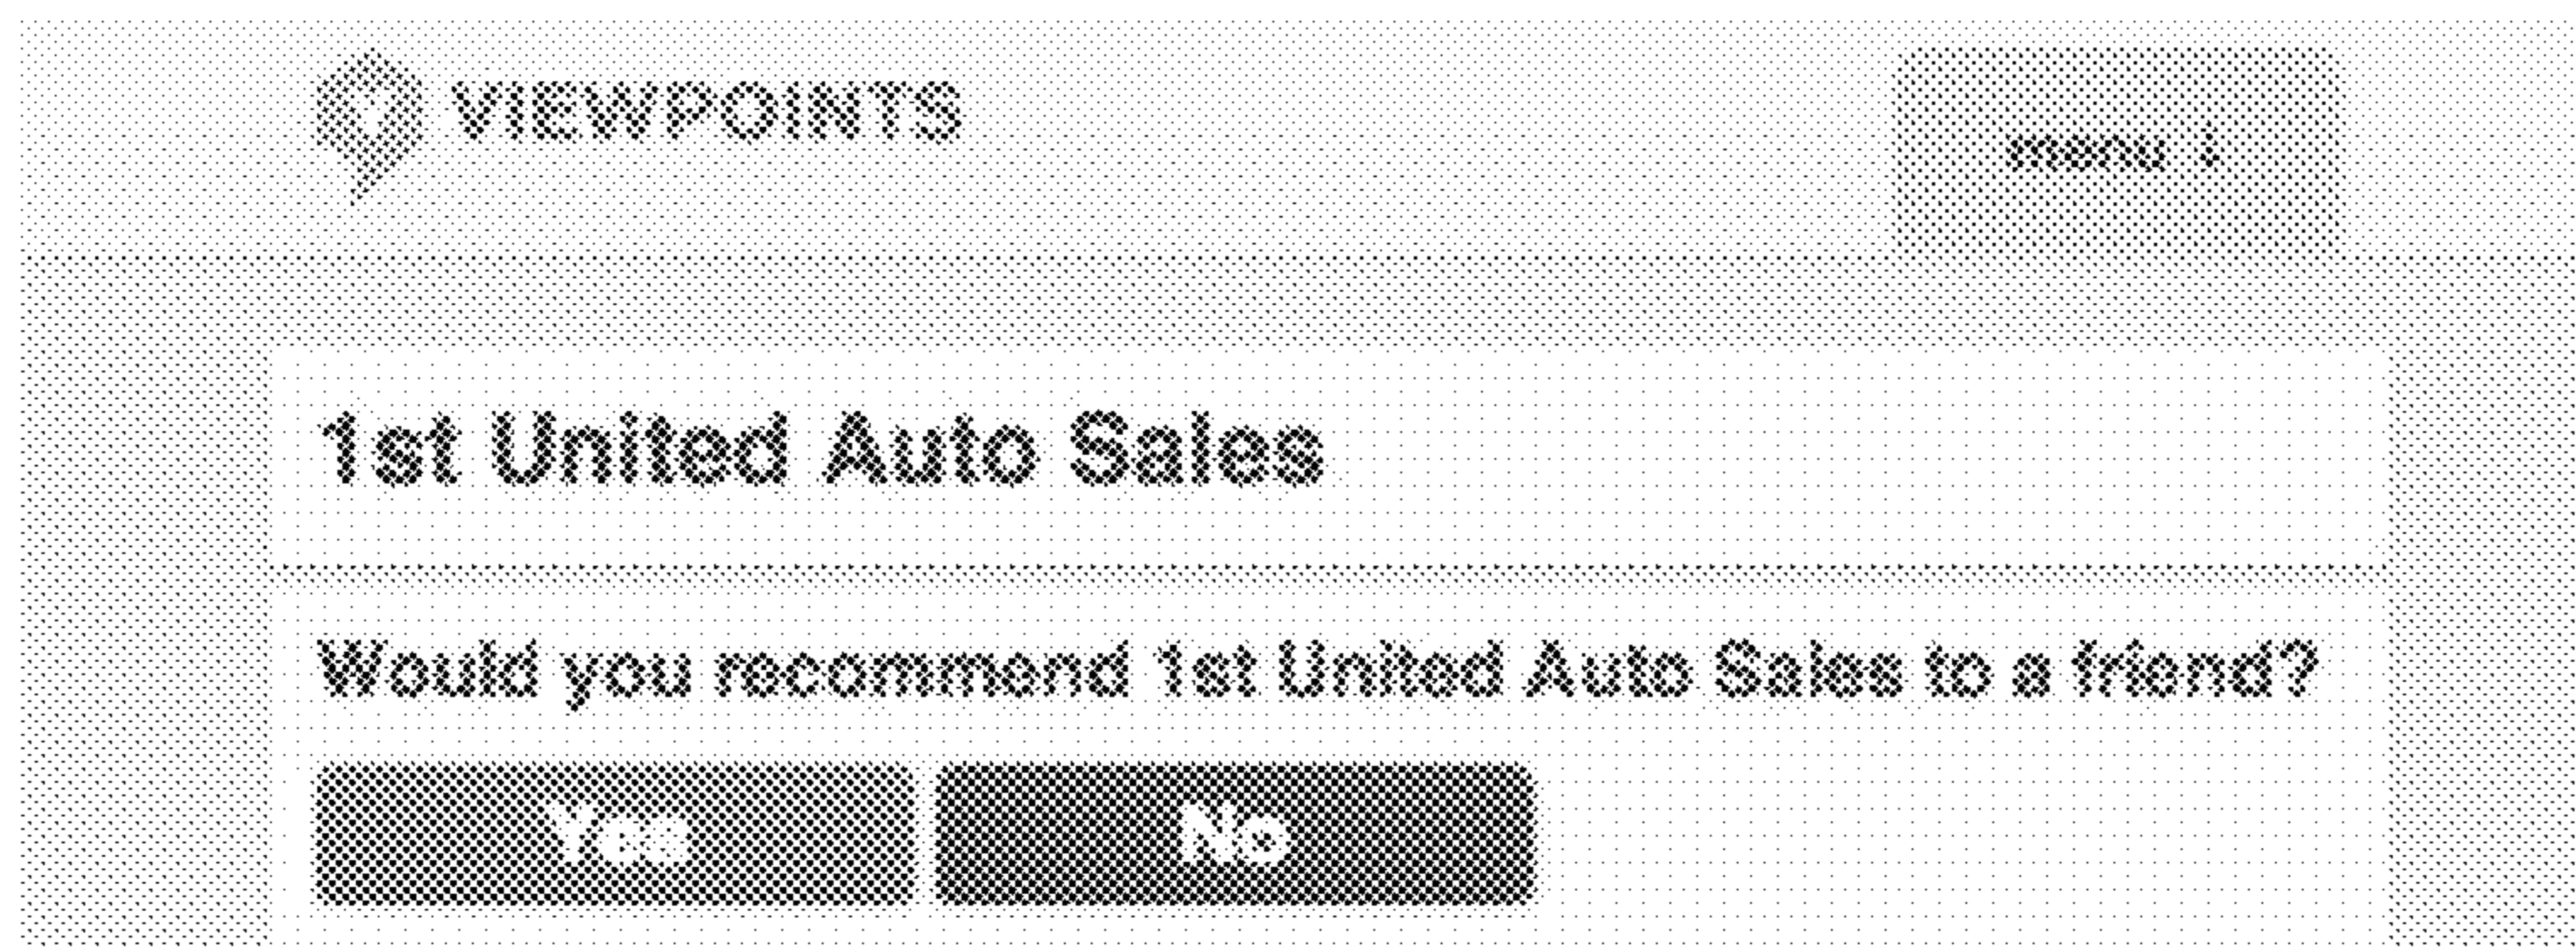 VIEWPOINTS
menu
1st United Auto Sales
Would you recommend 1st United Auto Sales to a friend?
Yes
No